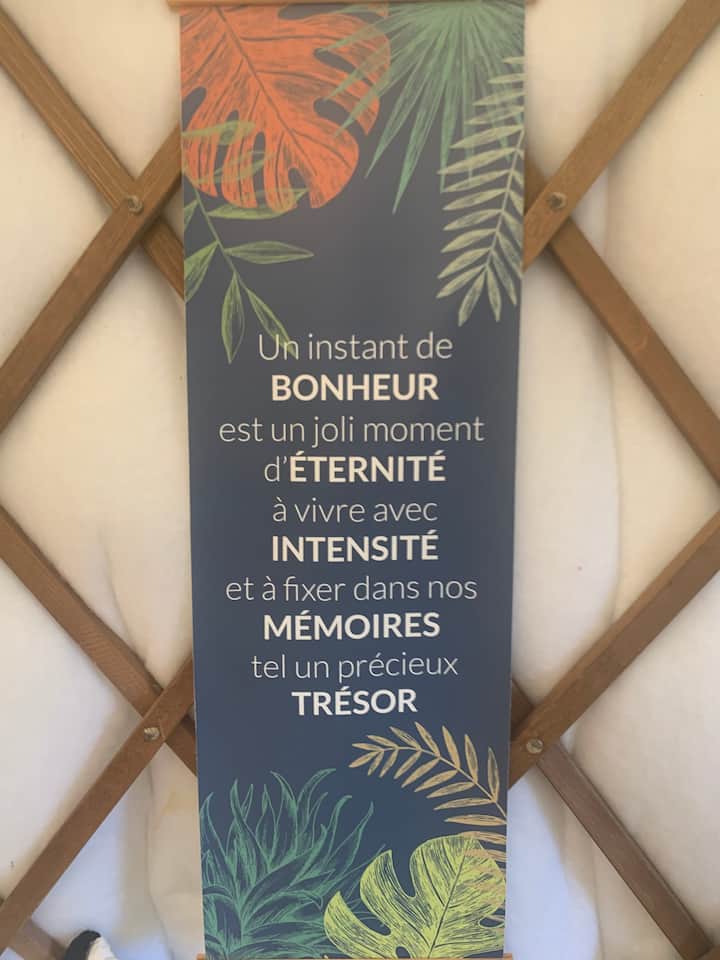 Un instant de
BONHEUR
est un joli moment
d'ÉTERNITÉ
à vivre avec
INTENSITÉ
et à fixer dans nos
MÉMOIRES
tel un précieux
TRÉSOR